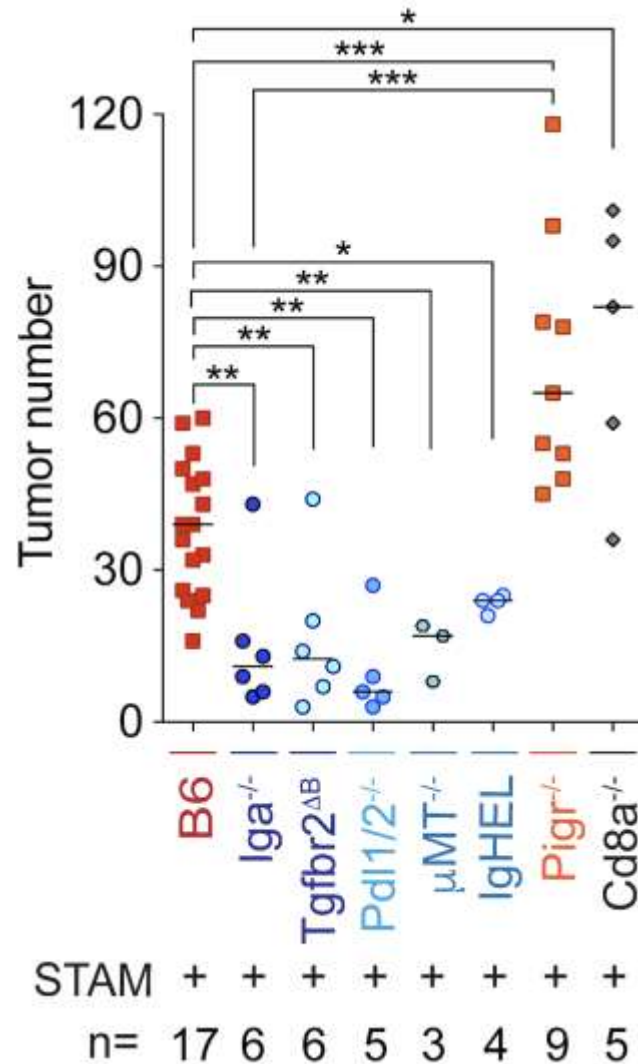 *
***
***
120
90
*
**
**
**
**
60
30
0
Tumor number
B6
Iga-/-
Tgfbr2ΔB
Pdl1/2-/-
µMT-/-
IgHEL
Pigr-/-
Cd8a-/-
STAM + + + + + + + +
n= 17 6 6 5 3 4 9 5